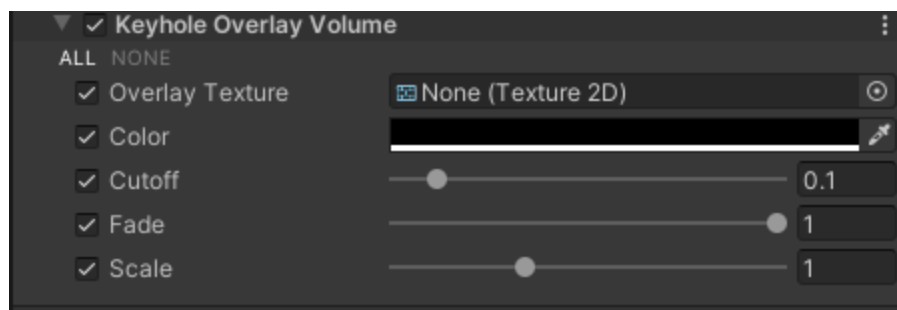 Keyhole Overlay Volume
ALL NONE
Overlay Texture None (Texture 2D)
Color
Cutoff 0.1
Fade 1
Scale 1